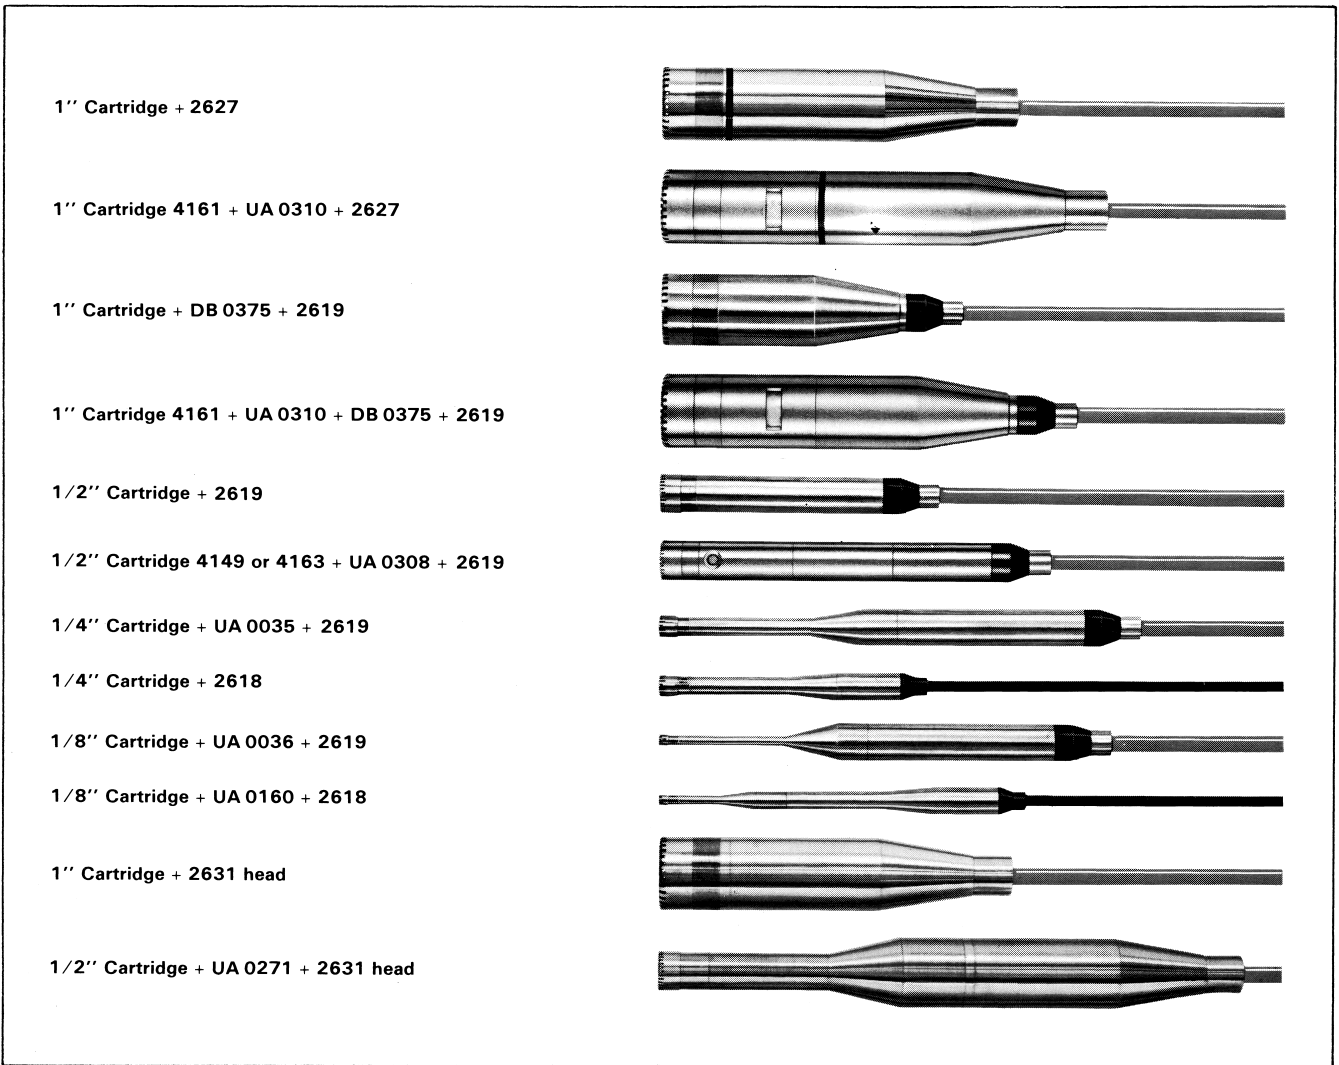 1'' Cartridge + 2627
1'' Cartridge 4161 + UA 0310 + 2627
1'' Cartridge + DB 0375 + 2619
1'' Cartridge 4161 + UA 0310 + DB 0375 + 2619
1/2'' Cartridge + 2619
1/2'' Cartridge 4149 or 4163 + UA 0308 + 2619
1/4'' Cartridge + UA 0035 + 2619
1/4'' Cartridge + 2618
1/8'' Cartridge + UA 0036 + 2619
1/8'' Cartridge + UA 0160 + 2618
1'' Cartridge + 2631 head
1/2'' Cartridge + UA 0271 + 2631 head